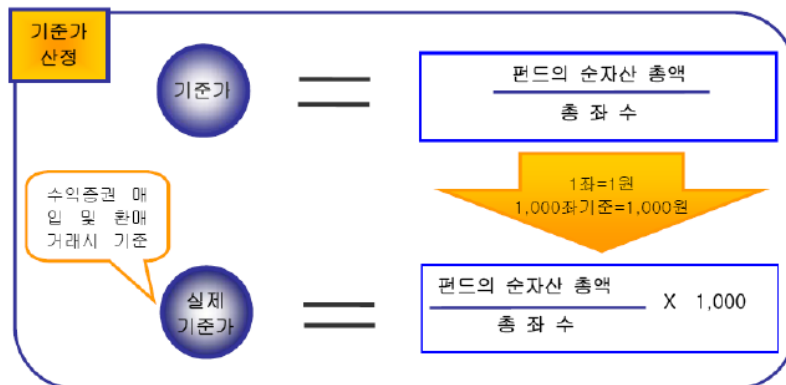 기준가
산정
기준가
펀드의 순자산 총액
총 좌 수
1좌=1원
1,000좌기준=1,000원
수익증권 매
입 및 환매
거래시 기준
실제
기준가
펀드의 순자산 총액
총 좌 수
X 1,000